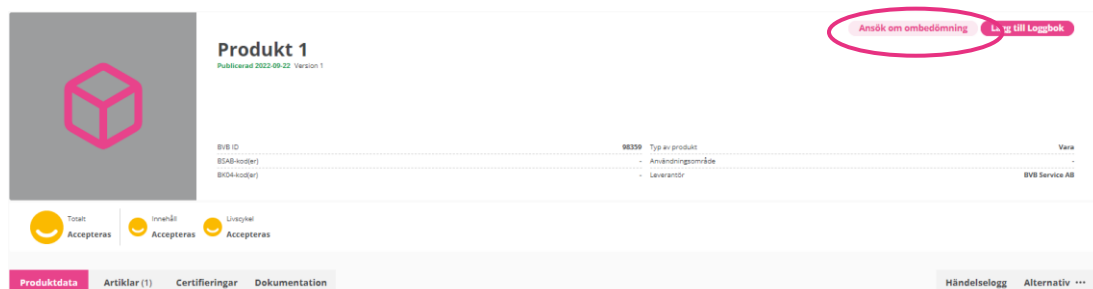 Ansök om ombedömning
Lägg till Loggbok
Produkt 1
Publicerad 2022-09-22 Version 1
BVB ID 98359 Typ av produkt Vara
BSAB-kod(er) - Användningsområde -
BK04-kod(er) - Leverantör BVB Service AB
Totalt
Accepteras
Innehåll
Accepteras
Livscykel
Accepteras
Produktdata Artiklar (1) Certifieringar Dokumentation Händelselogg Alternativ ···